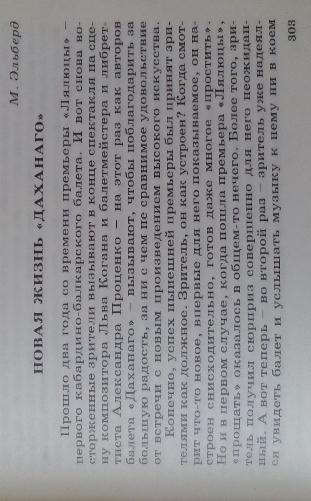 М. Эльберд
НОВАЯ ЖИЗНЬ «ДАХАНАГО»
Прошло два года со времени премьеры «Лялюцы» —
первого кабардино-балкарского балета. И вот снова во-
сторженные зрители вызывают в конце спектакля на сце-
ну композитора Льва Когана и балетмейстера и либрет-
тиста Александра Проценко — на этот раз как авторов
балета «Даханаго» — вызывают, чтобы поблагодарить за
большую радость, за ни с чем не сравнимое удовольствие
от встречи с новым произведением высокого искусства.
Конечно, успех нынешней премьеры был принят зри-
телями как должное. Зритель, он как устроен? Когда смот
рит что-то новое, впервые для него показываемое, он на-
строен снисходительно, готов даже многое «простить».
Но и в первом случае, когда пошла премьера «Лялюцы»,
«прощать» оказалось в общем-то нечего. Более того, зри-
тель получил сюрприз совершенно для него неожидан-
ный. А вот теперь — во второй раз — зритель уже надеял-
ся увидеть балет и услышать музыку к нему ни в коем
303